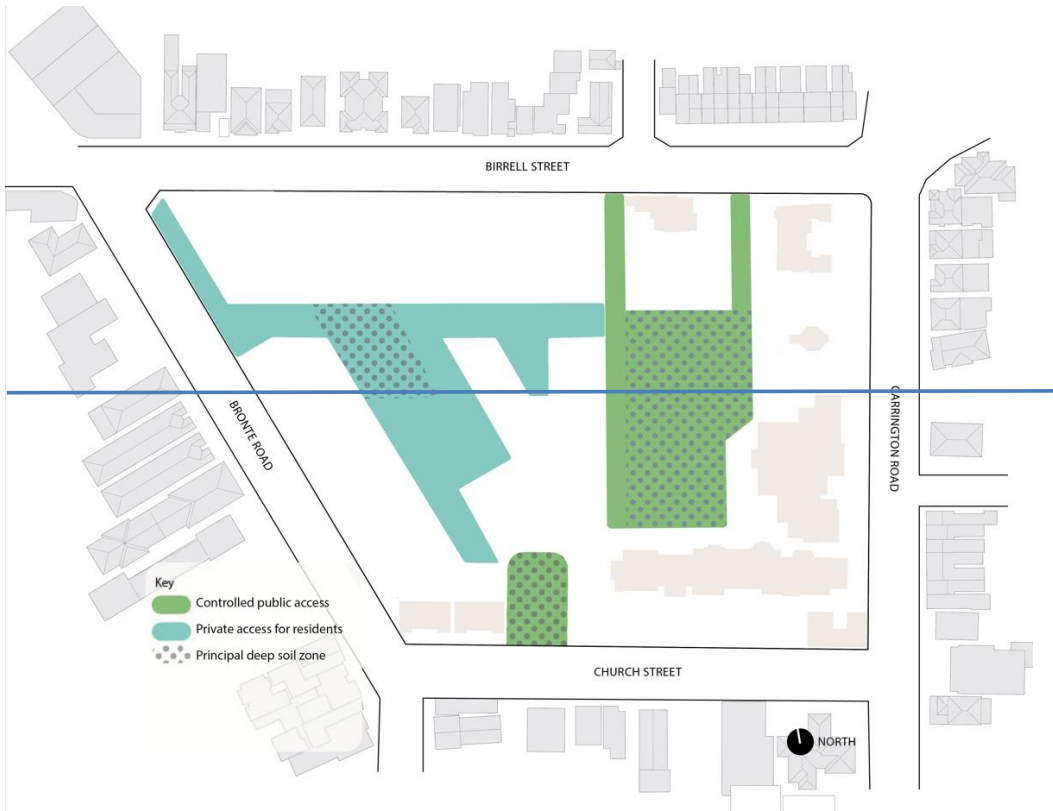 BIRRELL STREET
BRONTE ROAD
CARRINGTON ROAD
Key
Controlled public access
Private access for residents
Principal deep soil zone
CHURCH STREET
NORTH